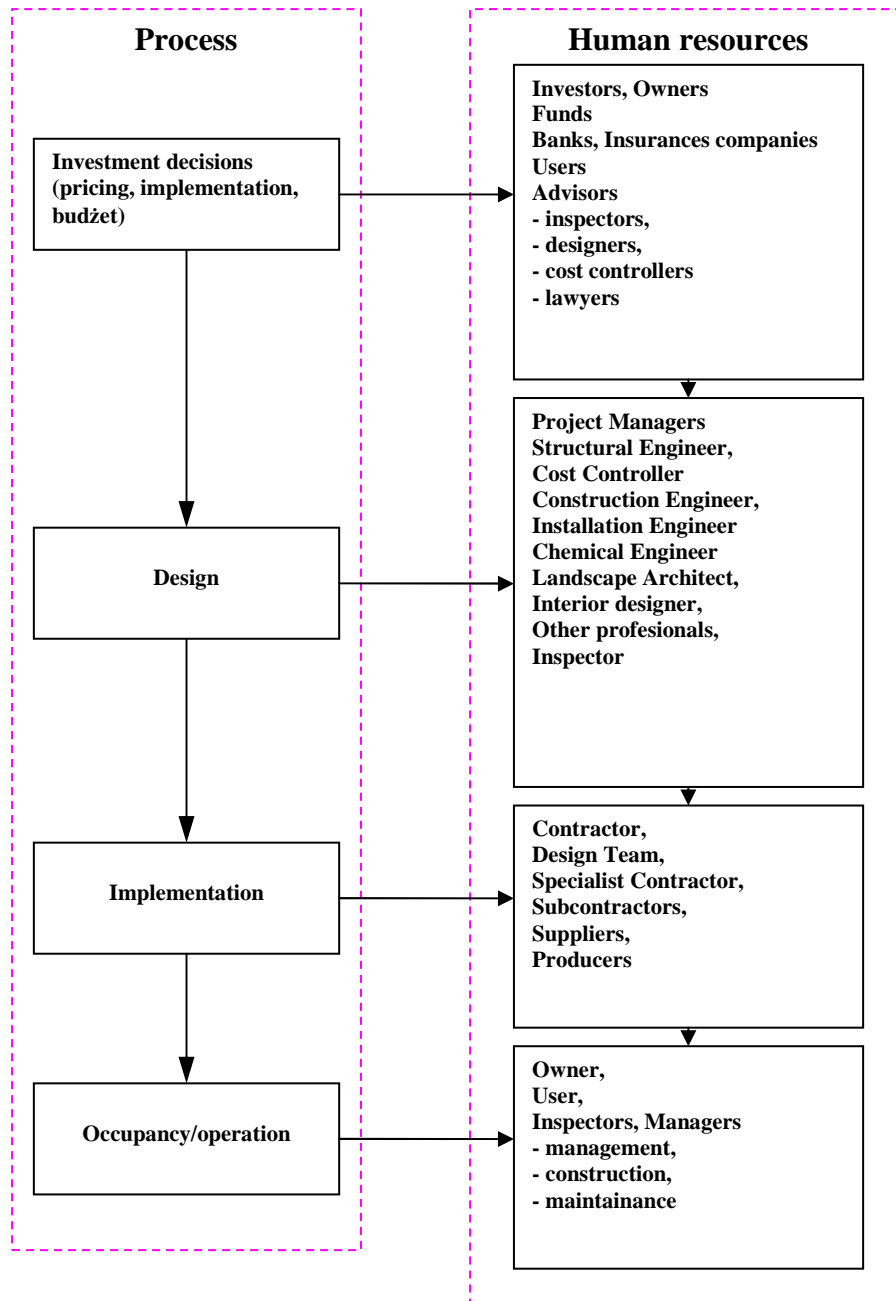 Process
Human resources
Investment decisions
(pricing, implementation,
budżet)
Investors, Owners
Funds
Banks, Insurances companies
Users
Advisors
- inspectors,
- designers,
- cost controllers
- lawyers
Design
Project Managers
Structural Engineer,
Cost Controller
Construction Engineer,
Installation Engineer
Chemical Engineer
Landscape Architect,
Interior designer,
Other profesionals,
Inspector
Implementation
Contractor,
Design Team,
Specialist Contractor,
Subcontractors,
Suppliers,
Producers
Occupancy/operation
Owner,
User,
Inspectors, Managers
- management,
- construction,
- maintainance